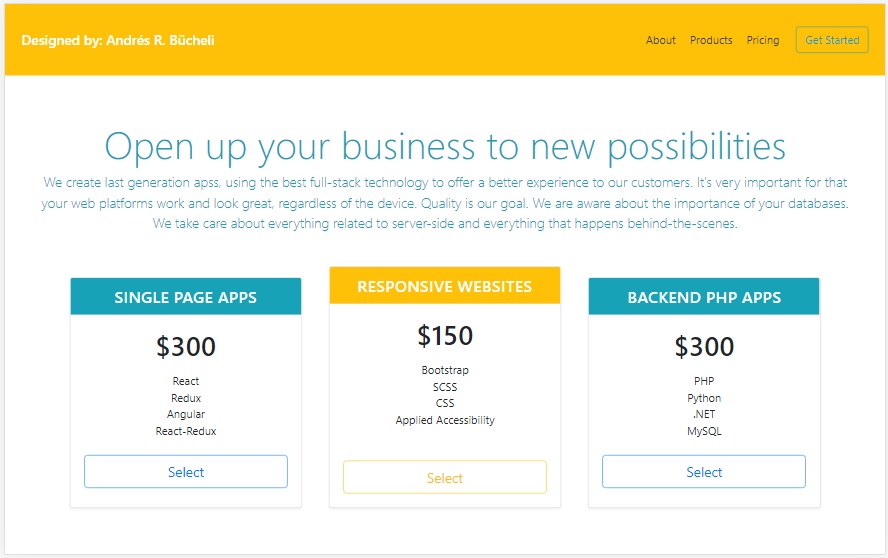 Designed by: Andrés R. Bücheli
About Products Pricing Get Started
Open up your business to new possibilities
We create last generation apss, using the best full-stack technology to offer a better experience to our customers. It's very important for that
your web platforms work and look great, regardless of the device. Quality is our goal. We are aware about the importance of your databases.
We take care about everything related to server-side and everything that happens behind-the-scenes.
SINGLE PAGE APPS
$300
React
Redux
Angular
React-Redux
Select
RESPONSIVE WEBSITES
$150
Bootstrap
SCSS
CSS
Applied Accessibility
Select
BACKEND PHP APPS
$300
PHP
Python
.NET
MySQL
Select